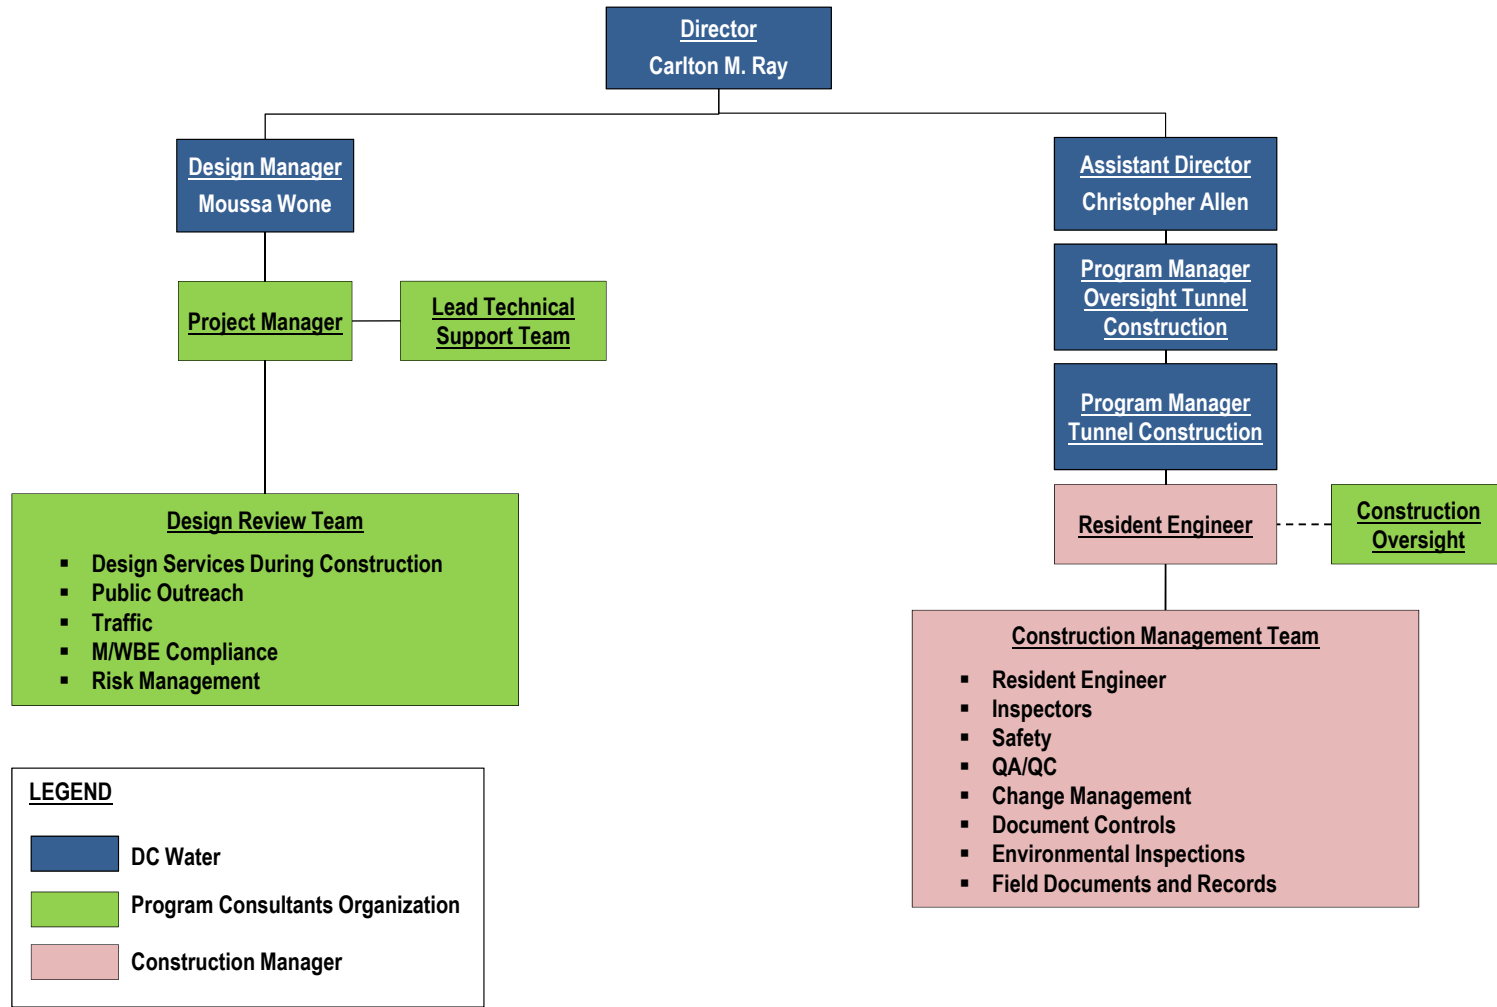 Director
Carlton M. Ray
Design Manager
Moussa Wone
Assistant Director
Christopher Allen
Program Manager
Oversight Tunnel
Construction
Project Manager
Lead Technical
Support Team
Program Manager
Tunnel Construction
Resident Engineer
Construction
Oversight
Design Review Team
▪ Design Services During Construction
▪ Public Outreach
▪ Traffic
▪ M/WBE Compliance
▪ Risk Management
Construction Management Team
▪ Resident Engineer
▪ Inspectors
▪ Safety
▪ QA/QC
▪ Change Management
▪ Document Controls
▪ Environmental Inspections
▪ Field Documents and Records
LEGEND
DC Water
Program Consultants Organization
Construction Manager